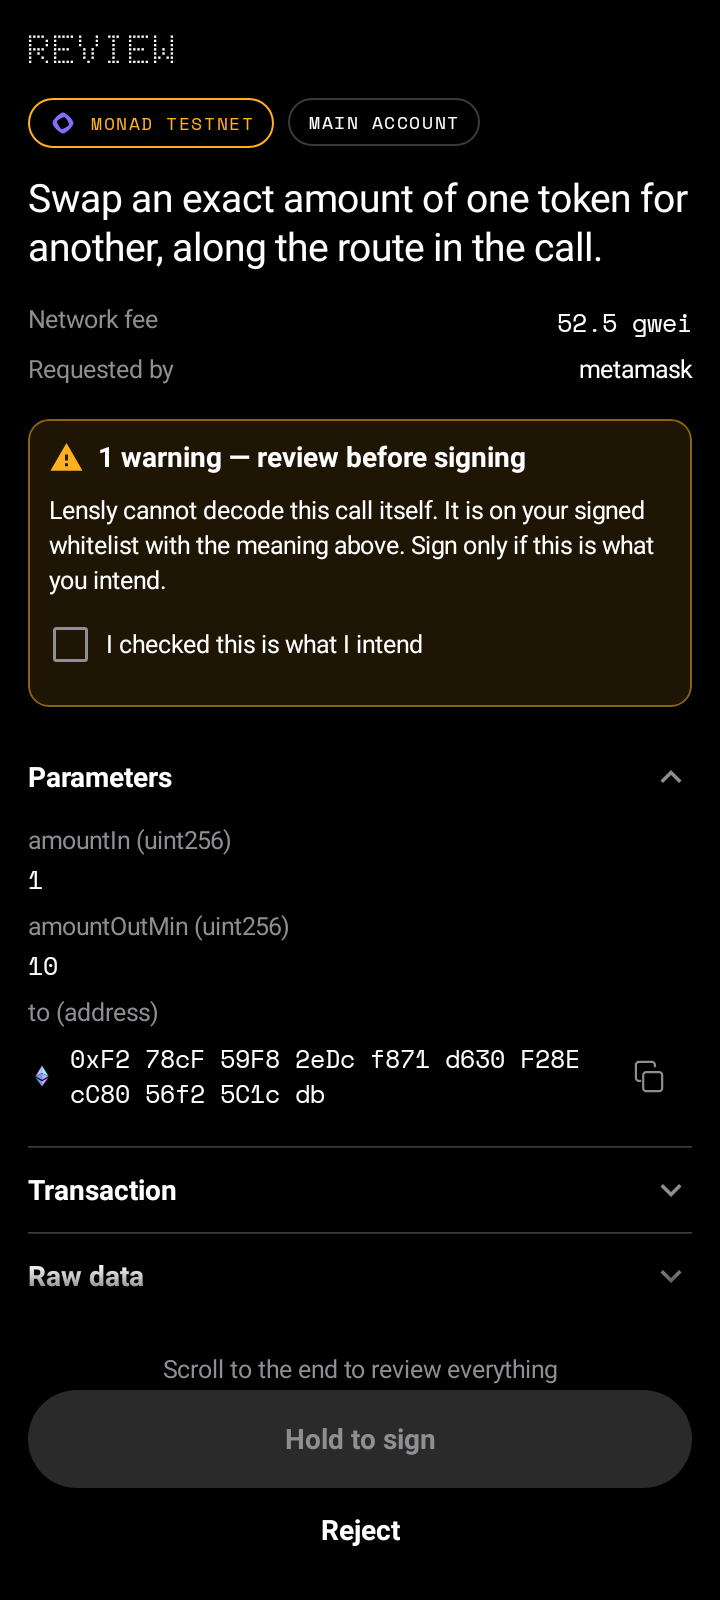 REVIEW
MONAD TESTNET
MAIN ACCOUNT
Swap an exact amount of one token for
another, along the route in the call.
Network fee
52.5 gwei
Requested by
metamask
1 warning — review before signing
Lensly cannot decode this call itself. It is on your signed
whitelist with the meaning above. Sign only if this is what
you intend.
I checked this is what I intend
Parameters
amountIn (uint256)
1
amountOutMin (uint256)
10
to (address)
0xF2 78cF 59F8 2eDc f871 d630 F28E
cC80 56f2 5C1c db
Transaction
Raw data
Scroll to the end to review everything
Hold to sign
Reject